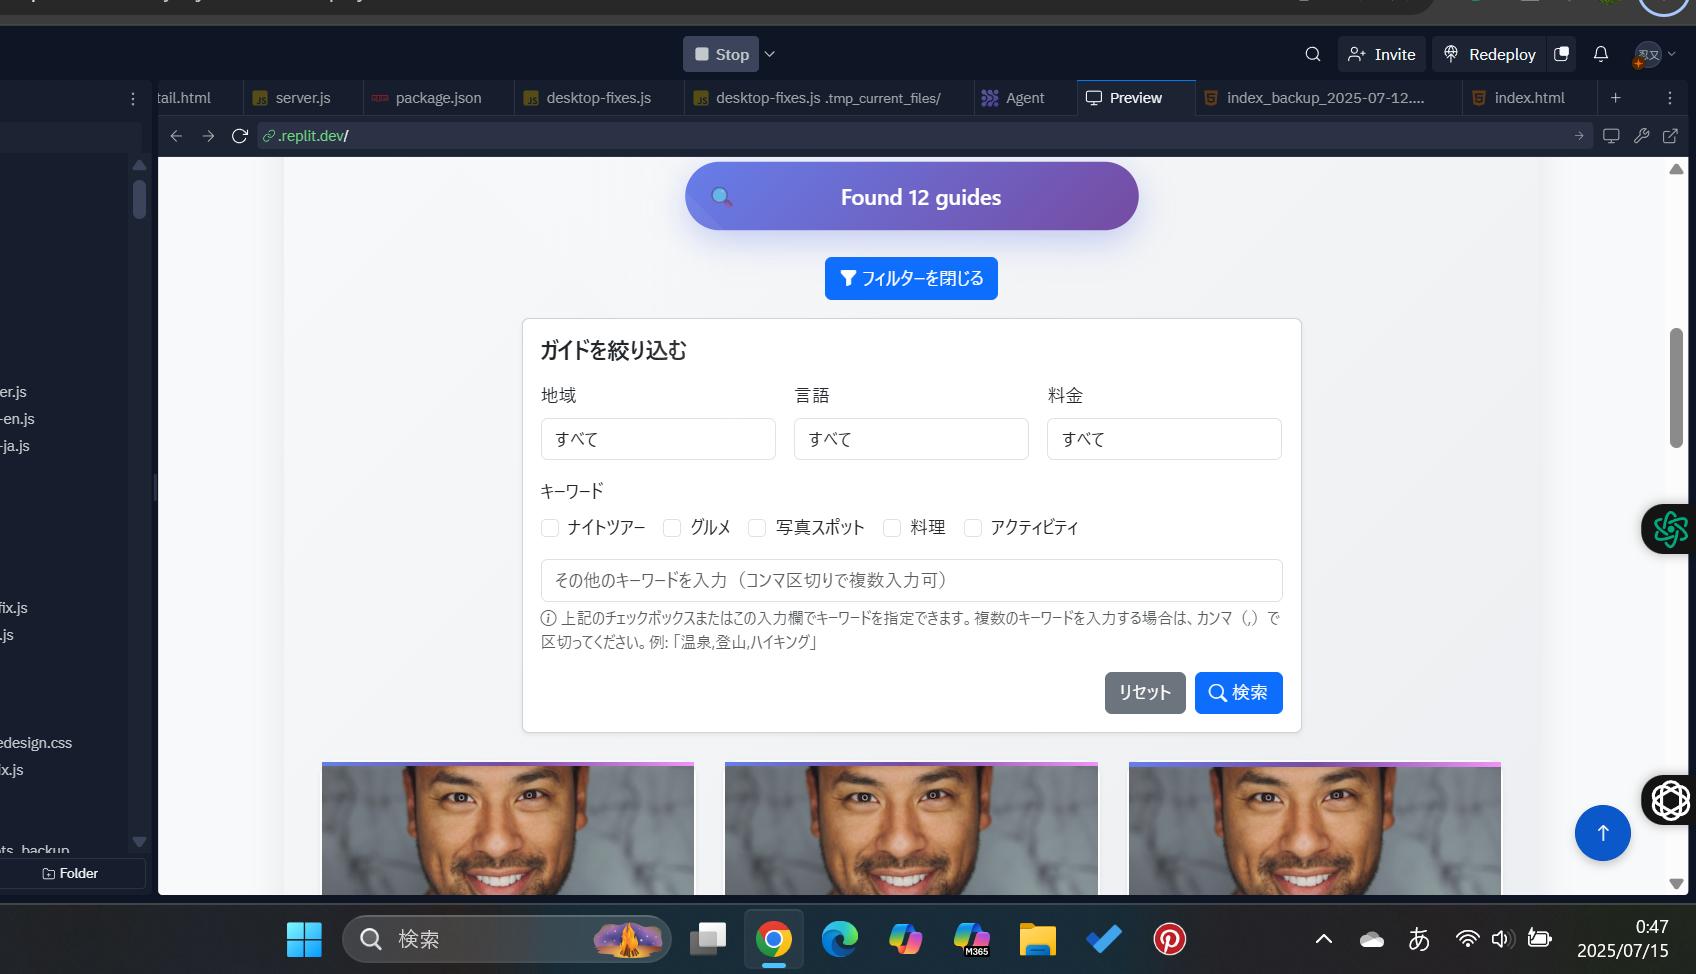 Stop
Invite
Redeploy
忍又
tail.html
server.js
package.json
desktop-fixes.js
desktop-fixes.js .tmp_current_files/
Agent
Preview
index_backup_2025-07-12....
index.html
.replit.dev/
Found 12 guides
フィルターを閉じる
ガイドを絞り込む
地域 言語 料金
すべて すべて すべて
キーワード
ナイトツアー グルメ 写真スポット 料理 アクティビティ
その他のキーワードを入力（コンマ区切りで複数入力可）
上記のチェックボックスまたはこの入力欄でキーワードを指定できます。複数のキーワードを入力する場合は、カンマ（,）で
区切ってください。例: 「温泉,登山,ハイキング」
リセット 検索
er.js
-en.js
-ja.js
fix.js
.js
edesign.css
ix.js
ts_backup
Folder
検索
M365
あ
0:47
2025/07/15